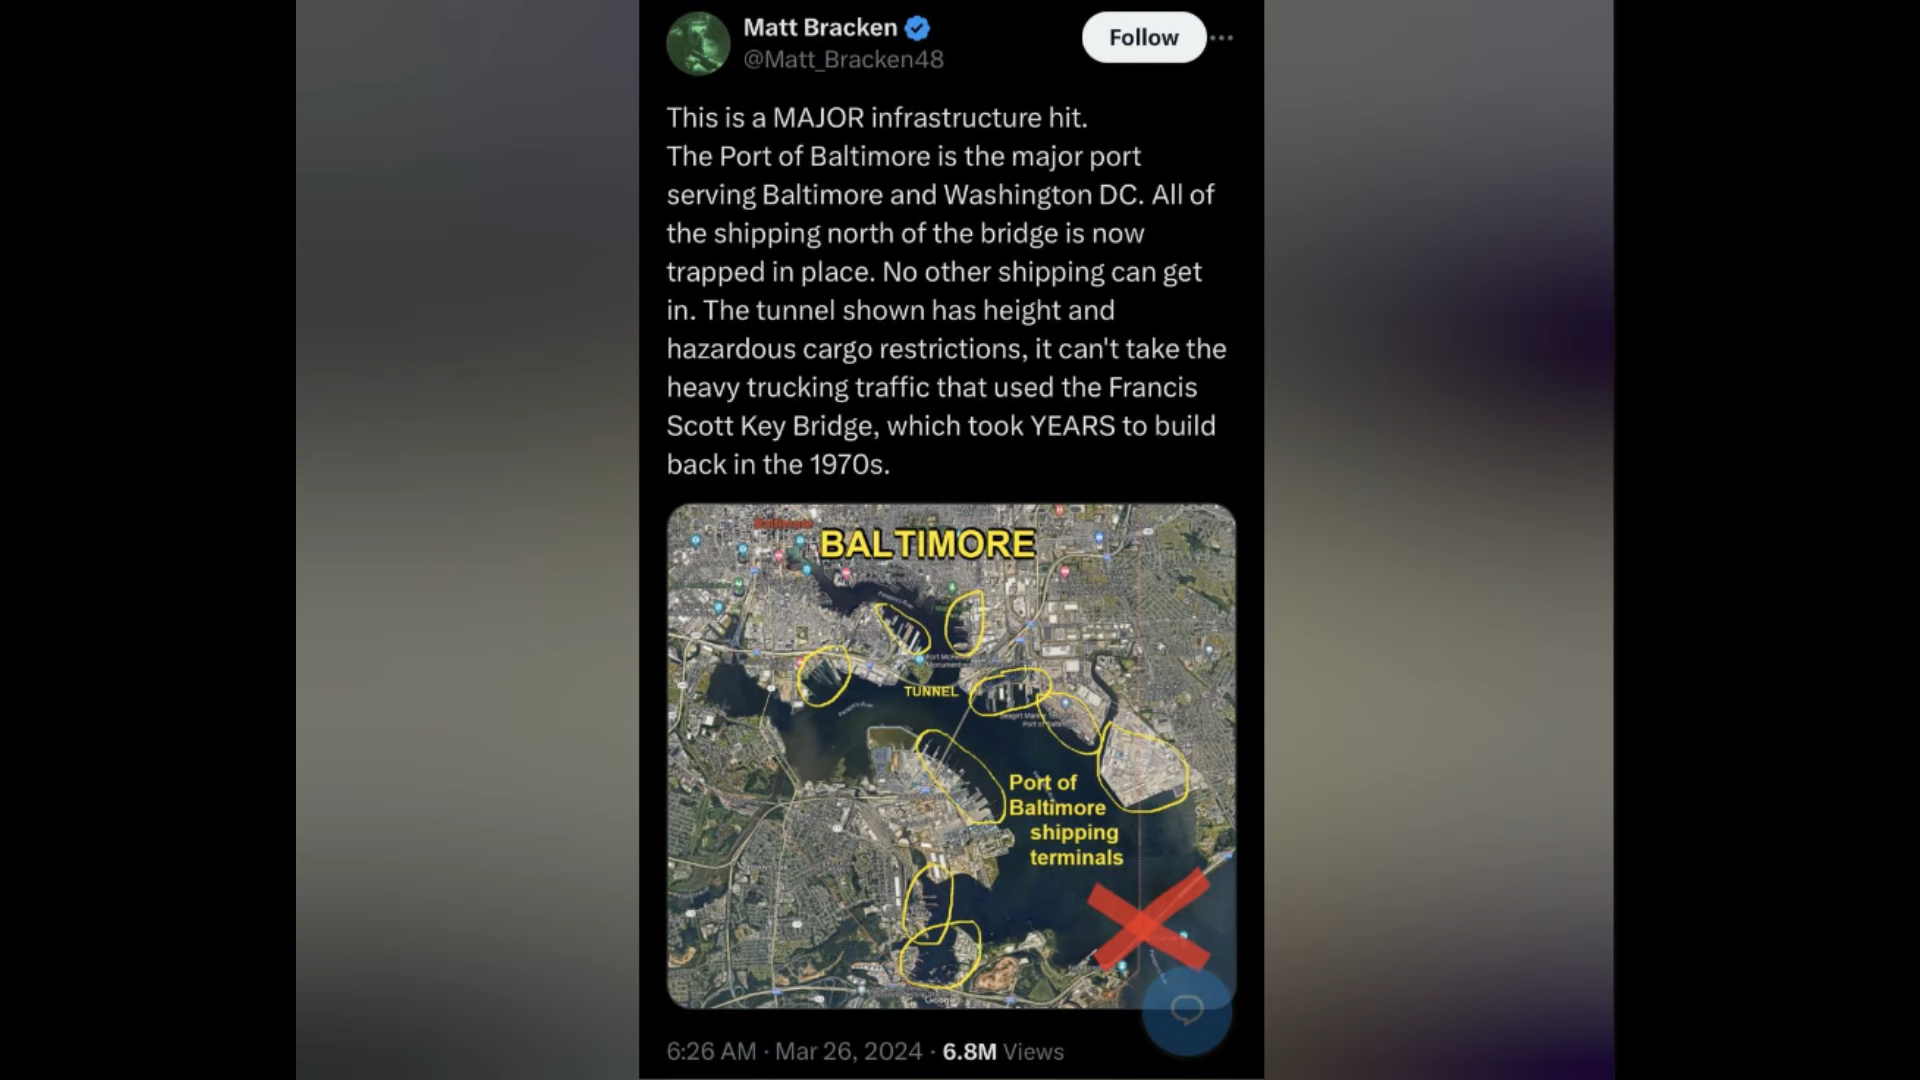 Matt Bracken
@Matt_Bracken48
Follow
This is a MAJOR infrastructure hit.
The Port of Baltimore is the major port
serving Baltimore and Washington DC. All of
the shipping north of the bridge is now
trapped in place. No other shipping can get
in. The tunnel shown has height and
hazardous cargo restrictions, it can't take the
heavy trucking traffic that used the Francis
Scott Key Bridge, which took YEARS to build
back in the 1970s.
Baltimore
BALTIMORE
TUNNEL
Port of
Baltimore
shipping
terminals
Google
6:26 AM · Mar 26, 2024 · 6.8M Views